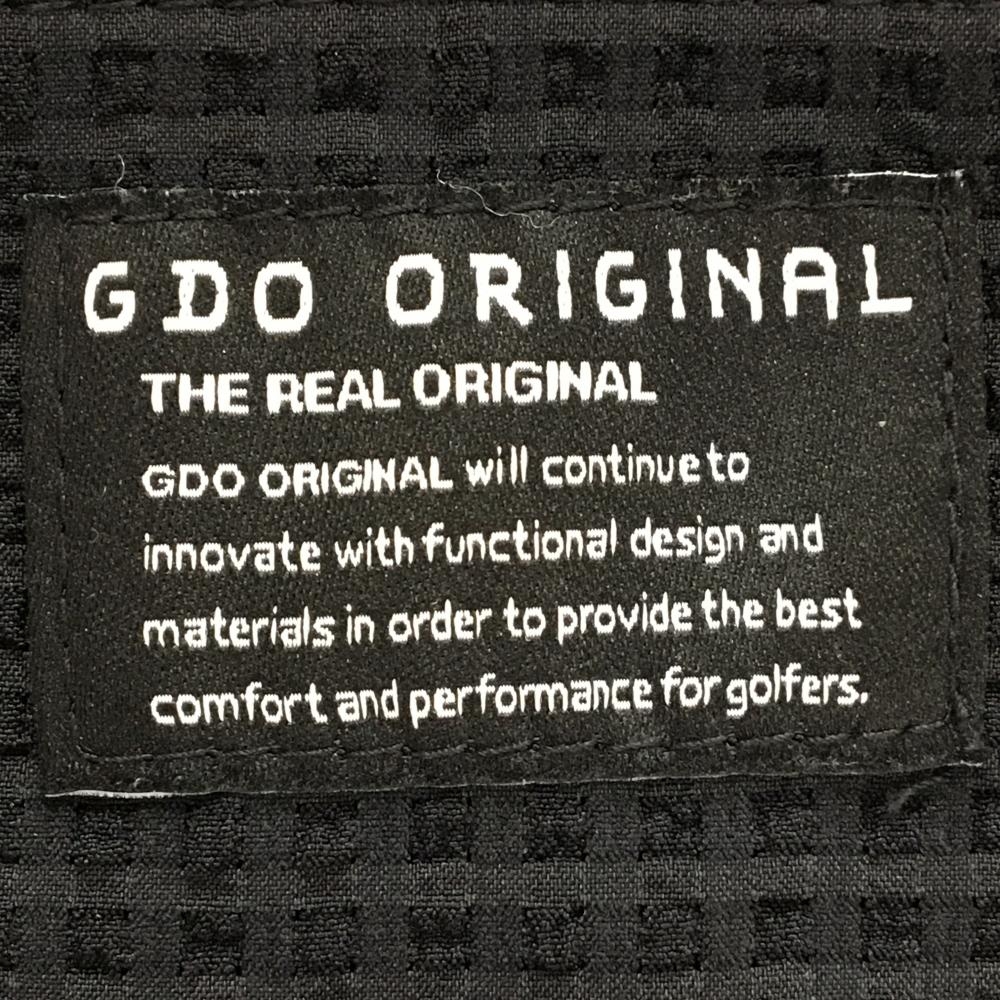 GDO ORIGINAL
THE REAL ORIGINAL
GDO ORIGINAL will continue to
innovate with functional design and
materials in order to provide the best
comfort and performance for golfers.